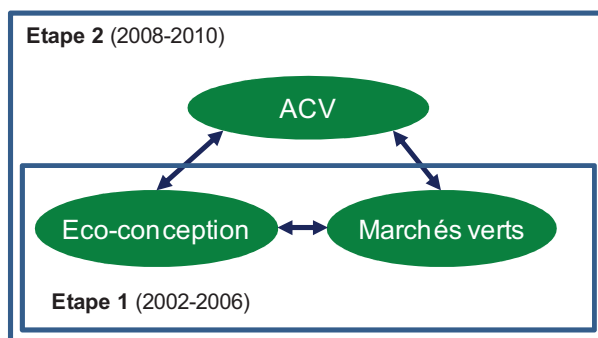 Etape 2 (2008-2010)
ACV
Eco-conception
Marchés verts
Etape 1 (2002-2006)